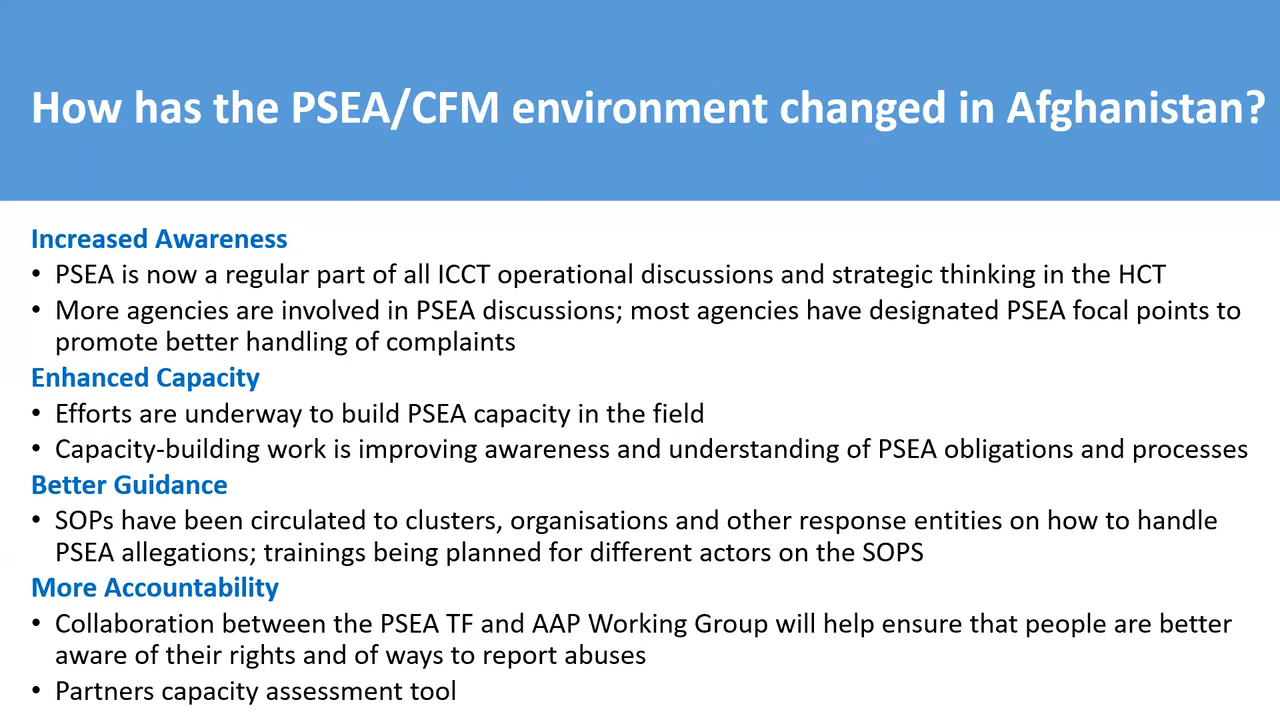 How has the PSEA/CFM environment changed in Afghanistan?
Increased Awareness
• PSEA is now a regular part of all ICCT operational discussions and strategic thinking in the HCT
• More agencies are involved in PSEA discussions; most agencies have designated PSEA focal points to
promote better handling of complaints
Enhanced Capacity
• Efforts are underway to build PSEA capacity in the field
• Capacity-building work is improving awareness and understanding of PSEA obligations and processes
Better Guidance
• SOPs have been circulated to clusters, organisations and other response entities on how to handle
PSEA allegations; trainings being planned for different actors on the SOPS
More Accountability
• Collaboration between the PSEA TF and AAP Working Group will help ensure that people are better
aware of their rights and of ways to report abuses
• Partners capacity assessment tool